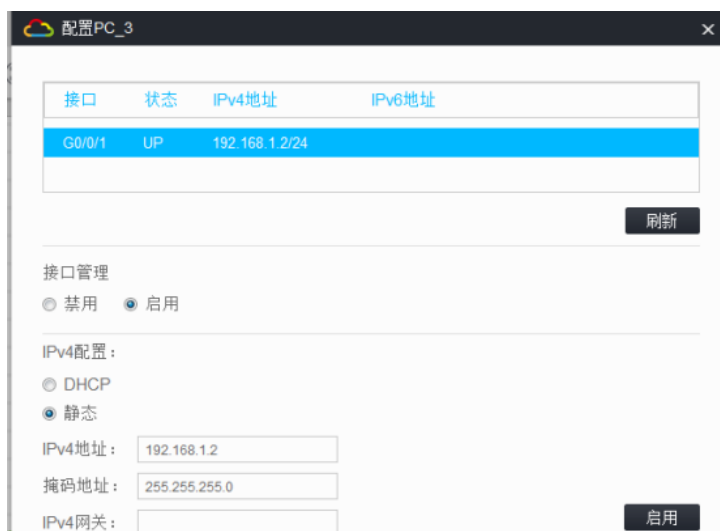 配置PC_3
接口 状态 IPv4地址 IPv6地址
G0/0/1 UP 192.168.1.2/24
刷新
接口管理
禁用 启用
IPv4配置：
DHCP
静态
IPv4地址： 192.168.1.2
掩码地址： 255.255.255.0
IPv4网关： 启用